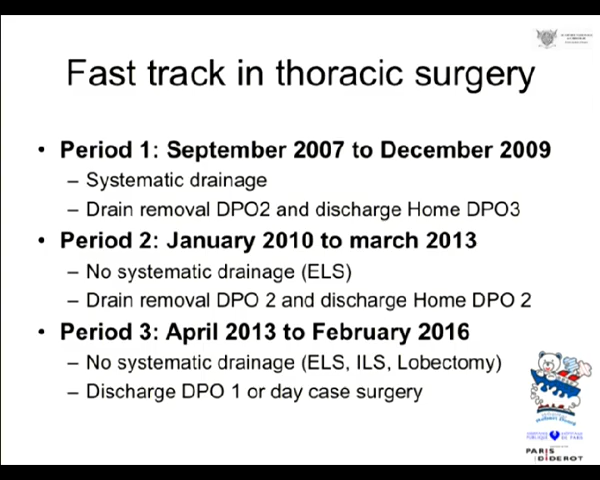 Fast track in thoracic surgery
• Period 1: September 2007 to December 2009
– Systematic drainage
– Drain removal DPO2 and discharge Home DPO3
• Period 2: January 2010 to march 2013
– No systematic drainage (ELS)
– Drain removal DPO 2 and discharge Home DPO 2
• Period 3: April 2013 to February 2016
– No systematic drainage (ELS, ILS, Lobectomy)
– Discharge DPO 1 or day case surgery
PARIS
DIDEROT